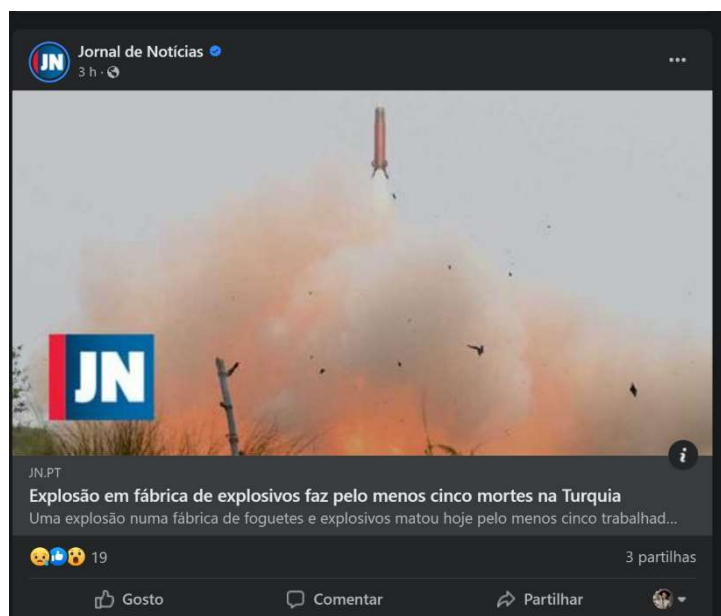 JN Jornal de Notícias
3 h ·
JN
JN.PT
Explosão em fábrica de explosivos faz pelo menos cinco mortes na Turquia
Uma explosão numa fábrica de foguetes e explosivos matou hoje pelo menos cinco trabalhad...
19 3 partilhas
Gosto Comentar Partilhar